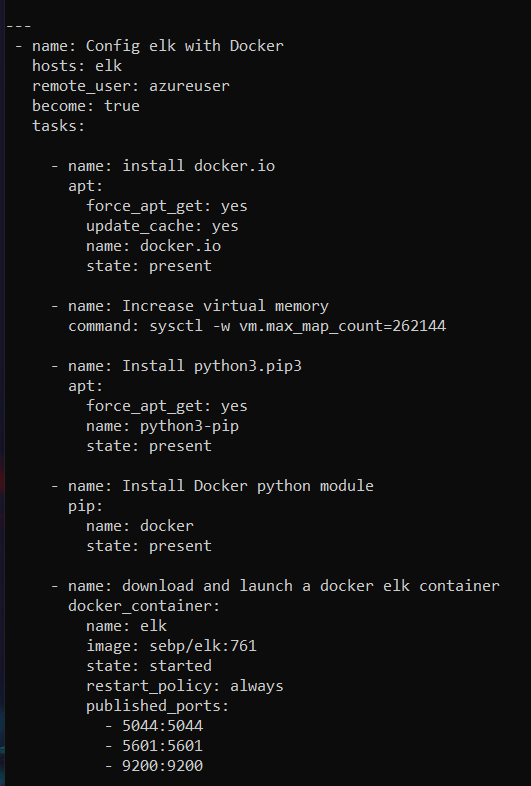 ---
 - name: Config elk with Docker
   hosts: elk
   remote_user: azureuser
   become: true
   tasks:

     - name: install docker.io
       apt:
         force_apt_get: yes
         update_cache: yes
         name: docker.io
         state: present

     - name: Increase virtual memory
       command: sysctl -w vm.max_map_count=262144

     - name: Install python3.pip3
       apt:
         force_apt_get: yes
         name: python3-pip
         state: present

     - name: Install Docker python module
       pip:
         name: docker
         state: present

     - name: download and launch a docker elk container
       docker_container:
         name: elk
         image: sebp/elk:761
         state: started
         restart_policy: always
         published_ports:
           - 5044:5044
           - 5601:5601
           - 9200:9200